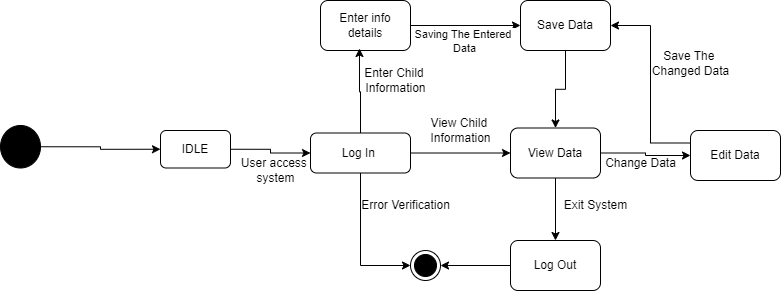 Enter info
details
Saving The Entered
Data
Save Data
Save The
Changed Data
Enter Child
Information
View Child
Information
IDLE
User access
system
Log In
View Data
Change Data
Edit Data
Error Verification
Exit System
Log Out